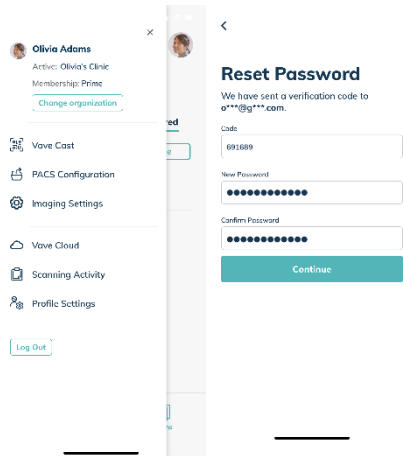 Olivia Adams
Active: Olivia's Clinic
Membership: Prime
Change organization
Vave Cast
PACS Configuration
Imaging Settings
Vave Cloud
Scanning Activity
Profile Settings
Log Out
Reset Password
We have sent a verification code to
o***@g***.com.
Code
691689
New Password
Confirm Password
Continue